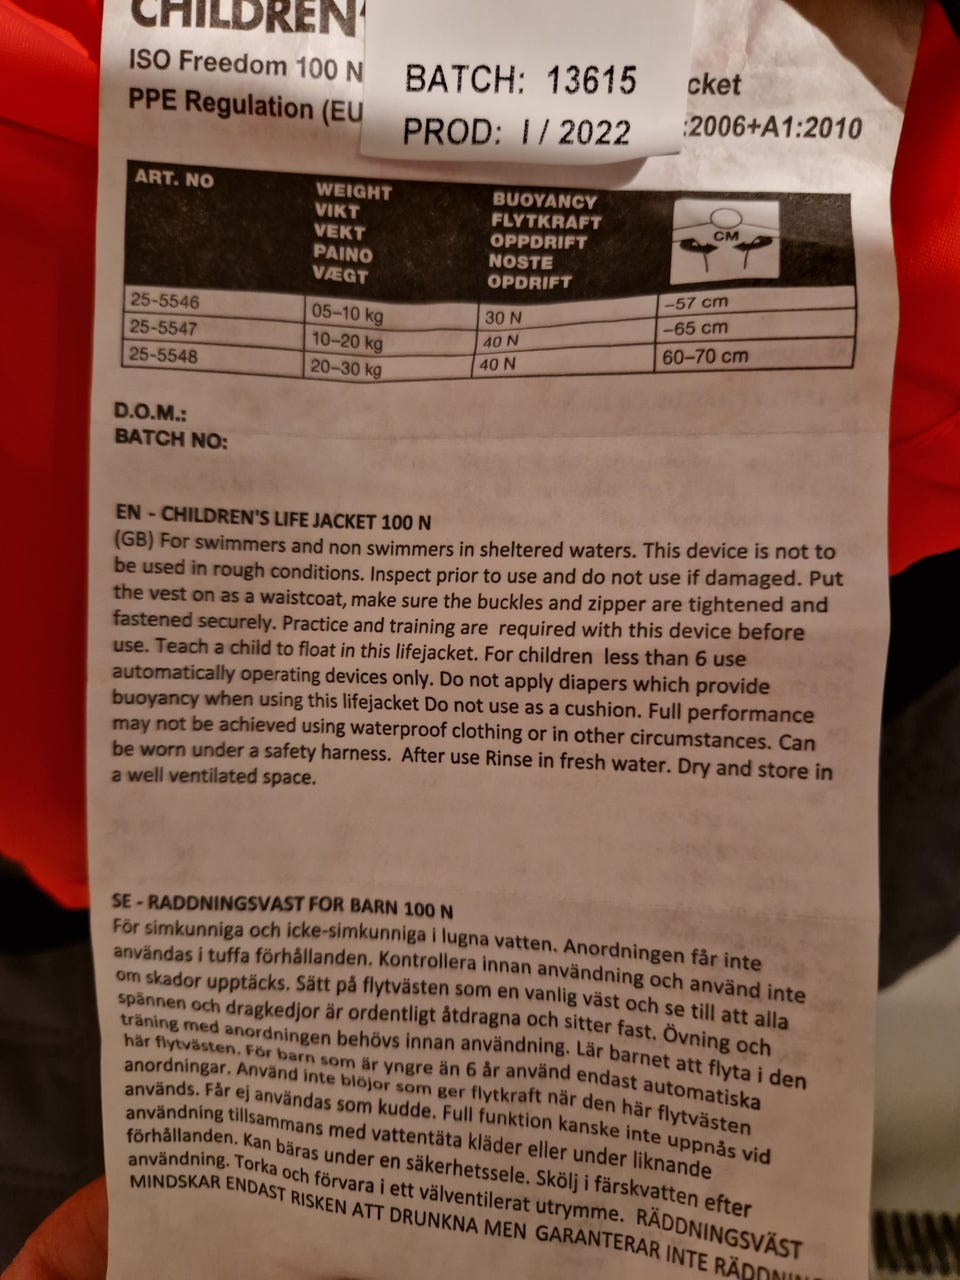 CHILDREN'
ISO Freedom 100 N
PPE Regulation (EU
BATCH: 13615
PROD: I / 2022
cket
:2006+A1:2010
ART. NO
WEIGHT
VIKT
VEKT
PAINO
VÆGT
BUOYANCY
FLYTKRAFT
OPPDRIFT
NOSTE
OPDRIFT
CM
25-5546 05–10 kg 30 N –57 cm
25-5547 10–20 kg 40 N –65 cm
25-5548 20–30 kg 40 N 60–70 cm
D.O.M.:
BATCH NO:
EN - CHILDREN'S LIFE JACKET 100 N
(GB) For swimmers and non swimmers in sheltered waters. This device is not to
be used in rough conditions. Inspect prior to use and do not use if damaged. Put
the vest on as a waistcoat, make sure the buckles and zipper are tightened and
fastened securely. Practice and training are required with this device before
use. Teach a child to float in this lifejacket. For children less than 6 use
automatically operating devices only. Do not apply diapers which provide
buoyancy when using this lifejacket Do not use as a cushion. Full performance
may not be achieved using waterproof clothing or in other circumstances. Can
be worn under a safety harness. After use Rinse in fresh water. Dry and store in
a well ventilated space.
SE - RADDNINGSVAST FOR BARN 100 N
För simkunniga och icke-simkunniga i lugna vatten. Anordningen får inte
användas i tuffa förhållanden. Kontrollera innan användning och använd inte
om skador upptäcks. Sätt på flytvästen som en vanlig väst och se till att alla
spännen och dragkedjor är ordentligt åtdragna och sitter fast. Övning och
träning med anordningen behövs innan användning. Lär barnet att flyta i den
här flytvästen. För barn som är yngre än 6 år använd endast automatiska
anordningar. Använd inte blöjor som ger flytkraft när den här flytvästen
används. Får ej användas som kudde. Full funktion kanske inte uppnås vid
användning tillsammans med vattentäta kläder eller under liknande
förhållanden. Kan bäras under en säkerhetssele. Skölj i färskvatten efter
användning. Torka och förvara i ett välventilerat utrymme. RÄDDNINGSVÄST
MINDSKAR ENDAST RISKEN ATT DRUNKNA MEN GARANTERAR INTE RÄDDNIN